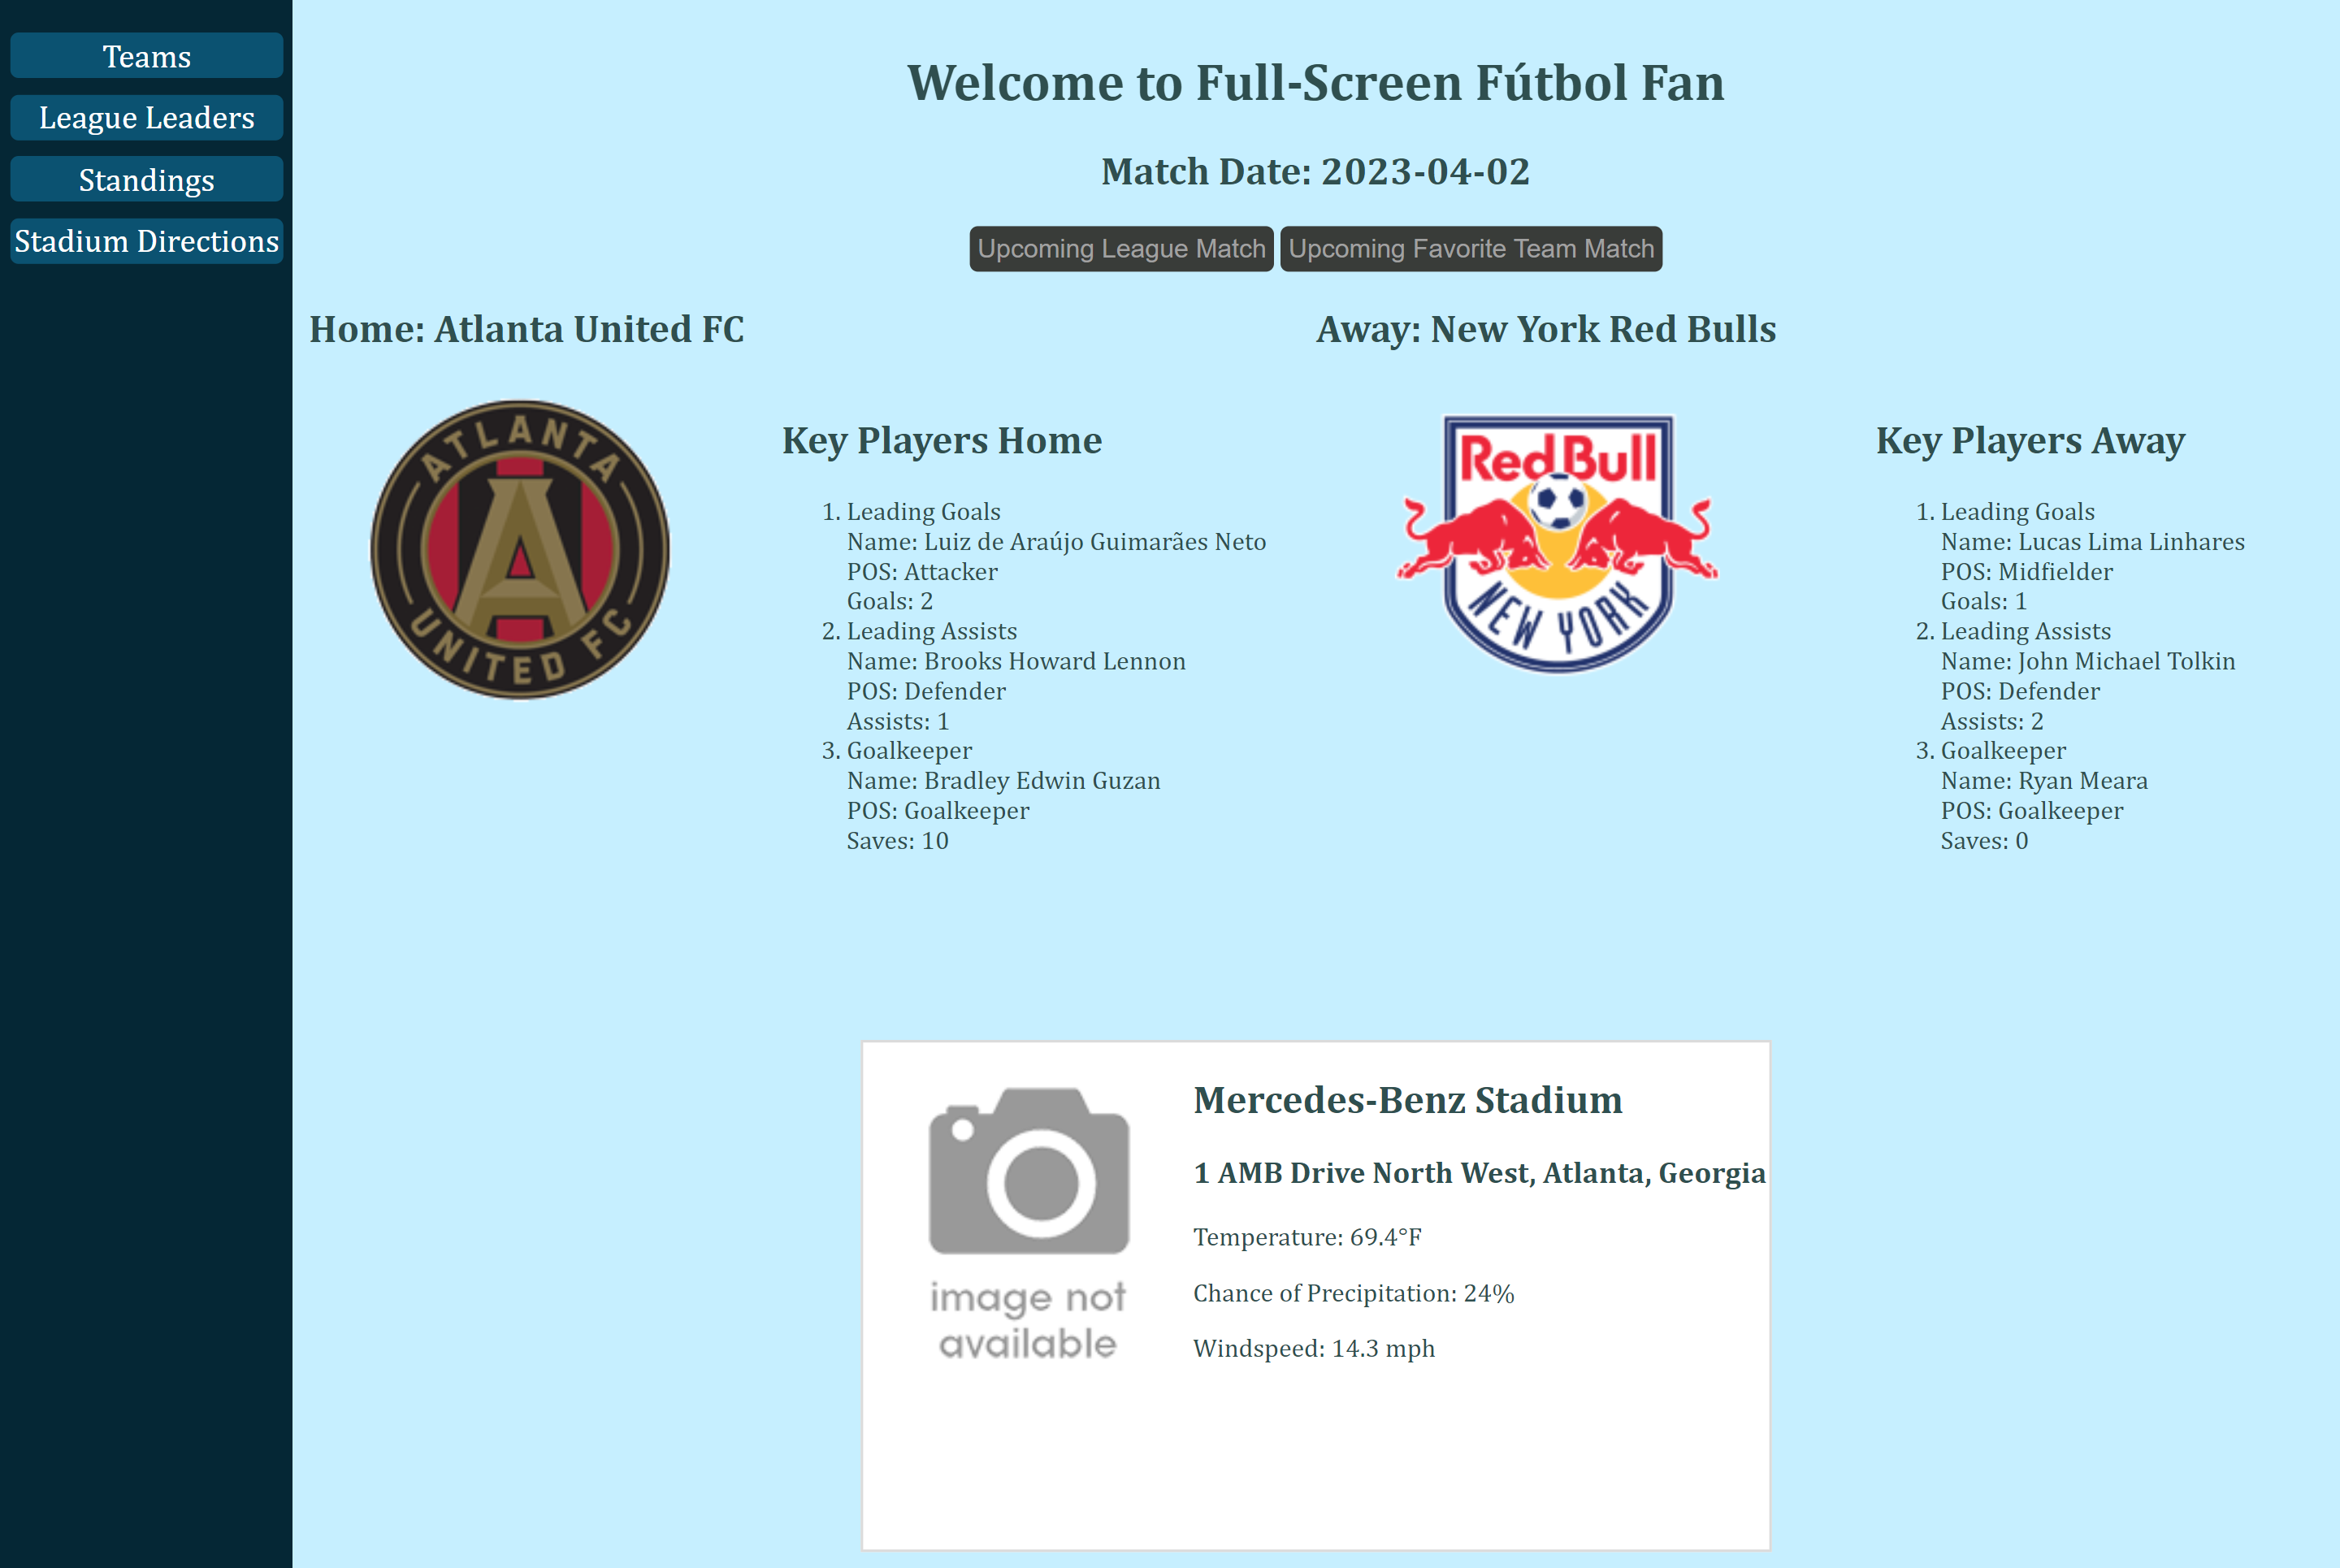 Teams
League Leaders
Standings
Stadium Directions
Welcome to Full-Screen Fútbol Fan
Match Date: 2023-04-02
Upcoming League Match
Upcoming Favorite Team Match
Home: Atlanta United FC
ATLANTA
A
UNITED FC
Key Players Home
1. Leading Goals
Name: Luiz de Araújo Guimarães Neto
POS: Attacker
Goals: 2
2. Leading Assists
Name: Brooks Howard Lennon
POS: Defender
Assists: 1
3. Goalkeeper
Name: Bradley Edwin Guzan
POS: Goalkeeper
Saves: 10
Away: New York Red Bulls
Red Bull
NEW YORK
Key Players Away
1. Leading Goals
Name: Lucas Lima Linhares
POS: Midfielder
Goals: 1
2. Leading Assists
Name: John Michael Tolkin
POS: Defender
Assists: 2
3. Goalkeeper
Name: Ryan Meara
POS: Goalkeeper
Saves: 0
image not
available
Mercedes-Benz Stadium
1 AMB Drive North West, Atlanta, Georgia
Temperature: 69.4°F
Chance of Precipitation: 24%
Windspeed: 14.3 mph